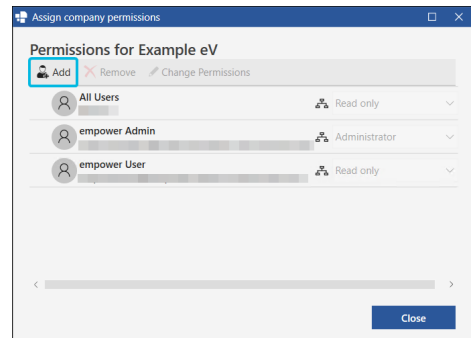 Assign company permissions
Permissions for Example eV
Add Remove Change Permissions
All Users
Read only
empower Admin
Administrator
empower User
Read only
Close